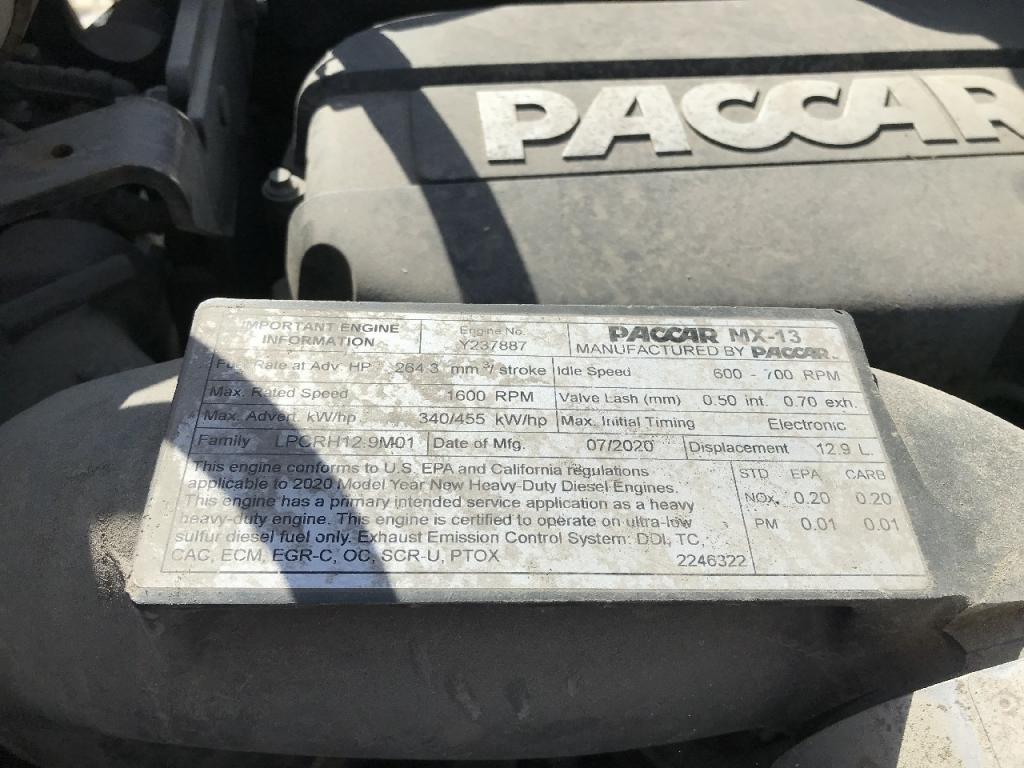 PACCAR
IMPORTANT ENGINE INFORMATION
Engine No.
Y237887
PACCAR MX-13
MANUFACTURED BY PACCAR
Fuel Rate at Adv. HP 264.3 mm³/ stroke
Idle Speed 600 - 700 RPM
Max. Rated Speed 1600 RPM
Valve Lash (mm) 0.50 int. 0.70 exh.
Max. Advert. kW/hp 340/455 kW/hp
Max. Initial Timing Electronic
Family LPCRH12.9M01
Date of Mfg. 07/2020
Displacement 12.9 L.
This engine conforms to U.S. EPA and California regulations
applicable to 2020 Model Year New Heavy-Duty Diesel Engines.
This engine has a primary intended service application as a heavy
heavy-duty engine. This engine is certified to operate on ultra-low
sulfur diesel fuel only. Exhaust Emission Control System: DDI, TC,
CAC, ECM, EGR-C, OC, SCR-U, PTOX
2246322
STD EPA CARB
NOx 0.20 0.20
PM 0.01 0.01